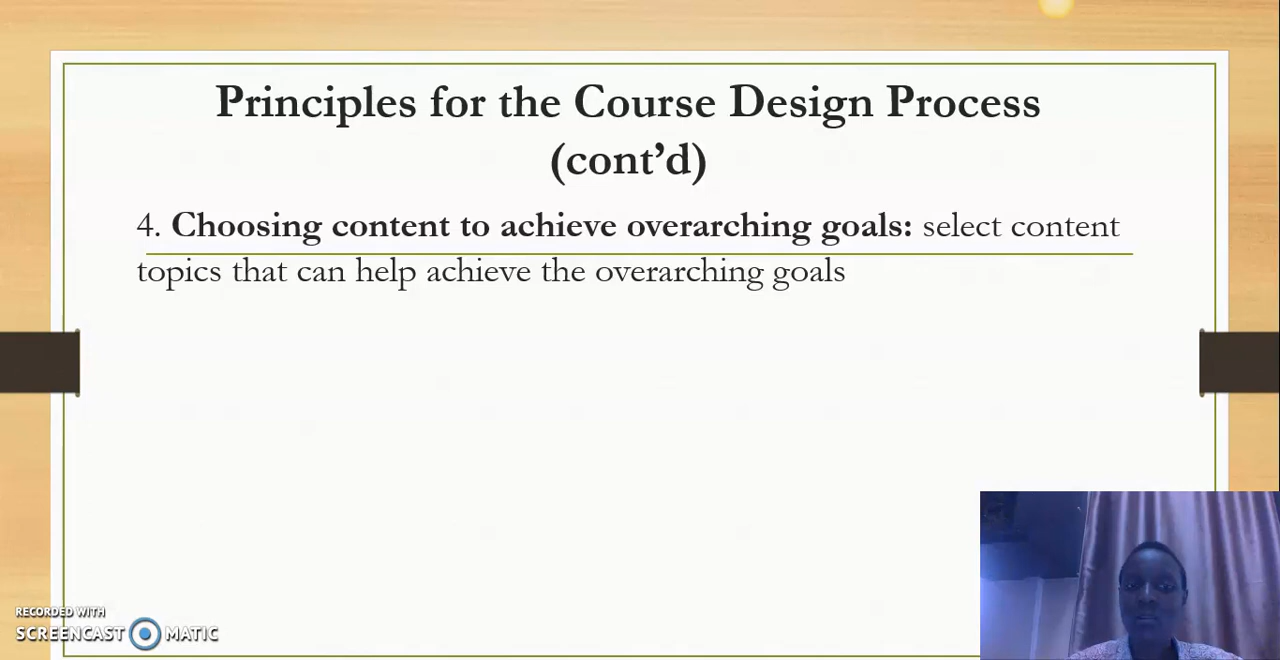 Principles for the Course Design Process
(cont’d)
4. Choosing content to achieve overarching goals: select content
topics that can help achieve the overarching goals
RECORDED WITH
SCREENCAST MATIC